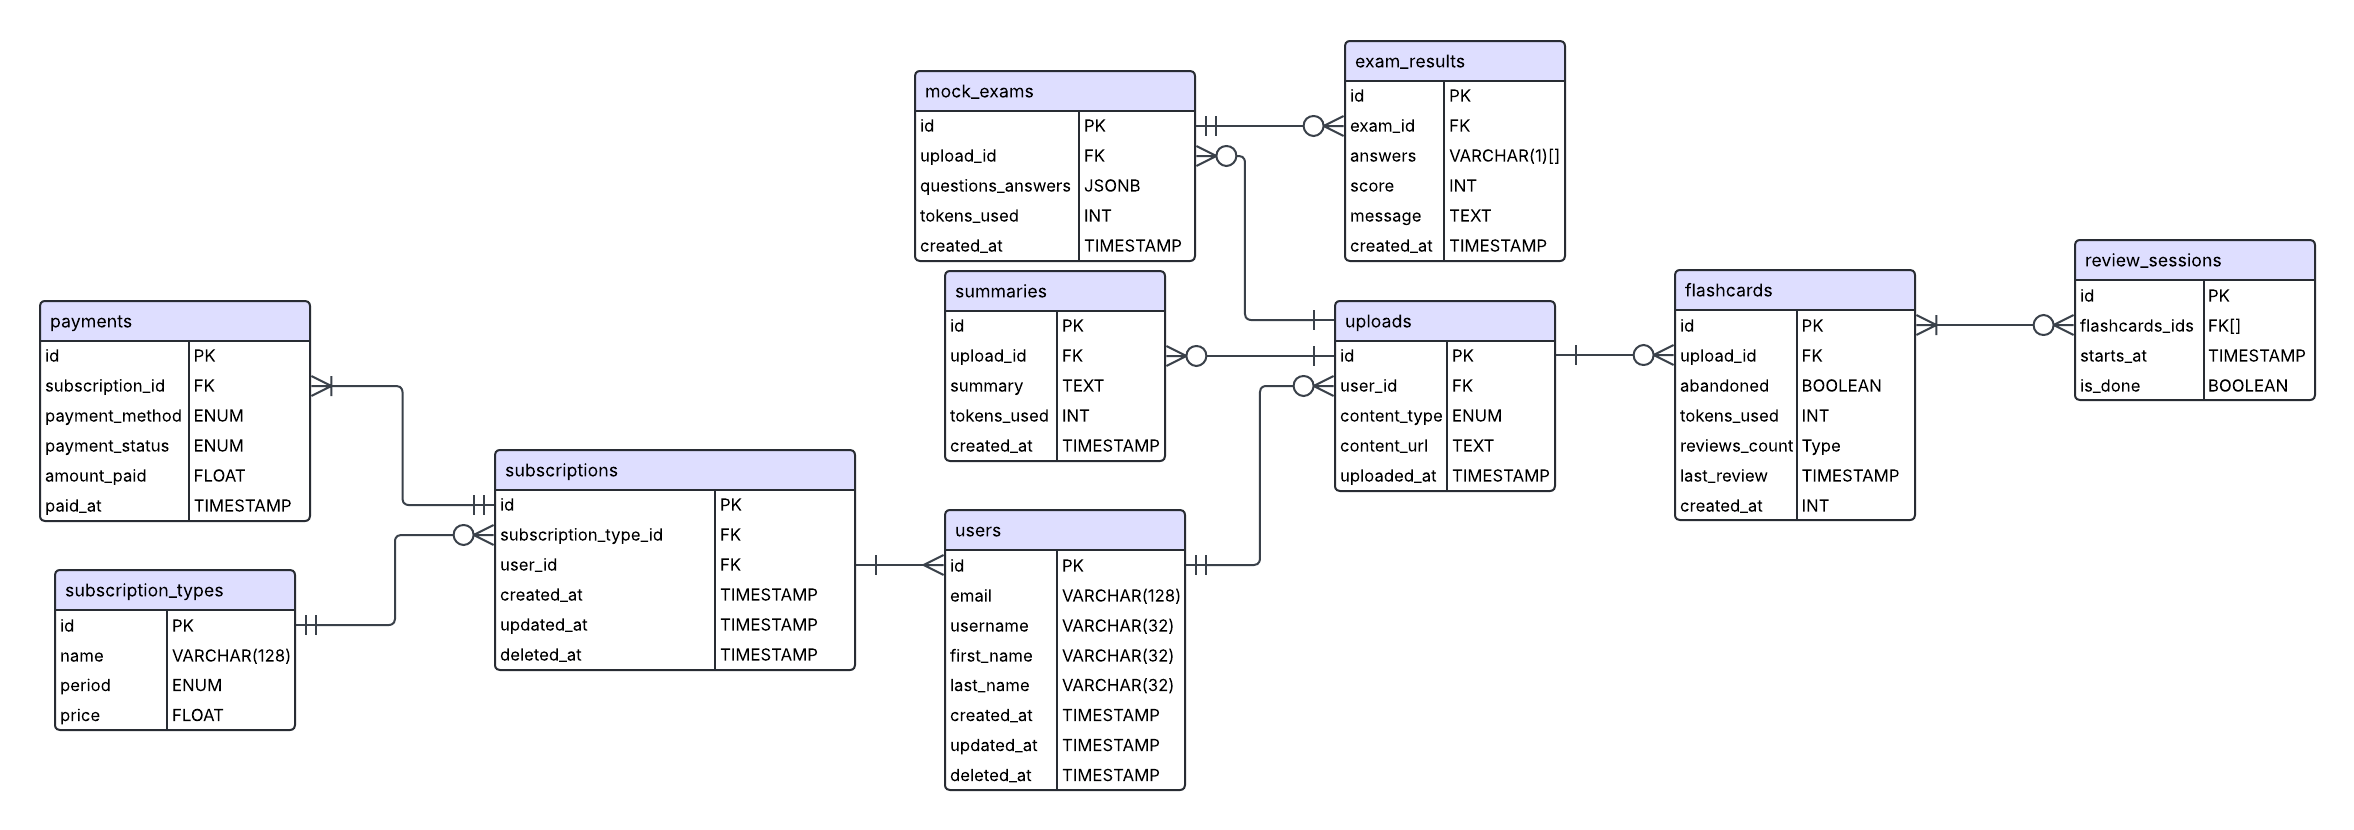 mock_exams
id PK
upload_id FK
questions_answers JSONB
tokens_used INT
created_at TIMESTAMP
exam_results
id PK
exam_id FK
answers VARCHAR(1)[]
score INT
message TEXT
created_at TIMESTAMP
payments
id PK
subscription_id FK
payment_method ENUM
payment_status ENUM
amount_paid FLOAT
paid_at TIMESTAMP
subscription_types
id PK
name VARCHAR(128)
period ENUM
price FLOAT
subscriptions
id PK
subscription_type_id FK
user_id FK
created_at TIMESTAMP
updated_at TIMESTAMP
deleted_at TIMESTAMP
summaries
id PK
upload_id FK
summary TEXT
tokens_used INT
created_at TIMESTAMP
users
id PK
email VARCHAR(128)
username VARCHAR(32)
first_name VARCHAR(32)
last_name VARCHAR(32)
created_at TIMESTAMP
updated_at TIMESTAMP
deleted_at TIMESTAMP
uploads
id PK
user_id FK
content_type ENUM
content_url TEXT
uploaded_at TIMESTAMP
flashcards
id PK
upload_id FK
abandoned BOOLEAN
tokens_used INT
reviews_count Type
last_review TIMESTAMP
created_at INT
review_sessions
id PK
flashcards_ids FK[]
starts_at TIMESTAMP
is_done BOOLEAN